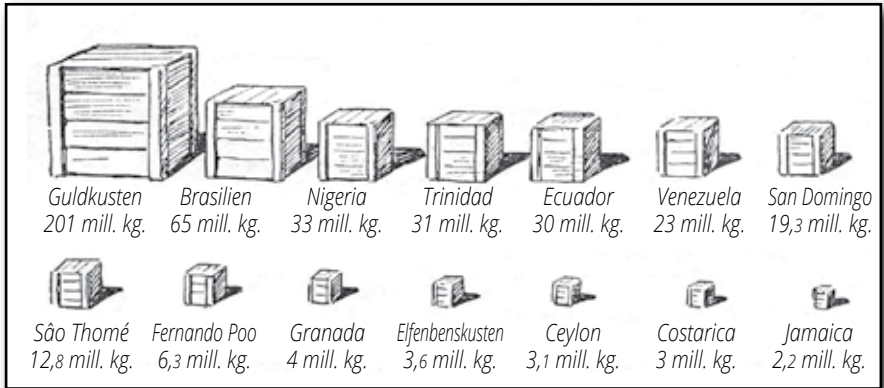 Guldkusten Brasilien Nigeria Trinidad Ecuador Venezuela San Domingo
201 mill. kg. 65 mill. kg. 33 mill. kg. 31 mill. kg. 30 mill. kg. 23 mill. kg. 19,3 mill. kg.
Sâo Thomé Fernando Poo Granada Elfenbenskusten Ceylon Costarica Jamaica
12,8 mill. kg. 6,3 mill. kg. 4 mill. kg. 3,6 mill. kg. 3,1 mill. kg. 3 mill. kg. 2,2 mill. kg.